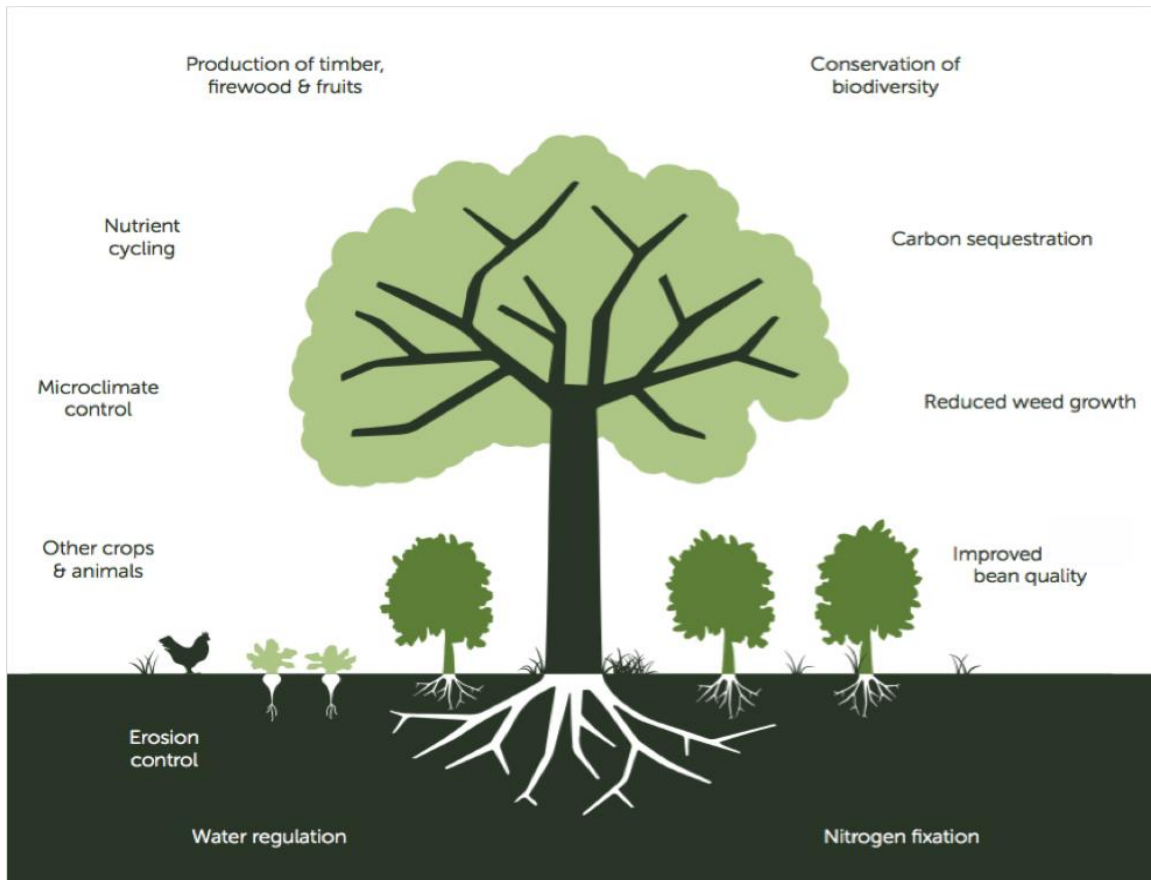 Production of timber,
firewood & fruits
Conservation of
biodiversity
Nutrient
cycling
Carbon sequestration
Microclimate
control
Reduced weed growth
Other crops
& animals
Improved
bean quality
Erosion
control
Water regulation
Nitrogen fixation